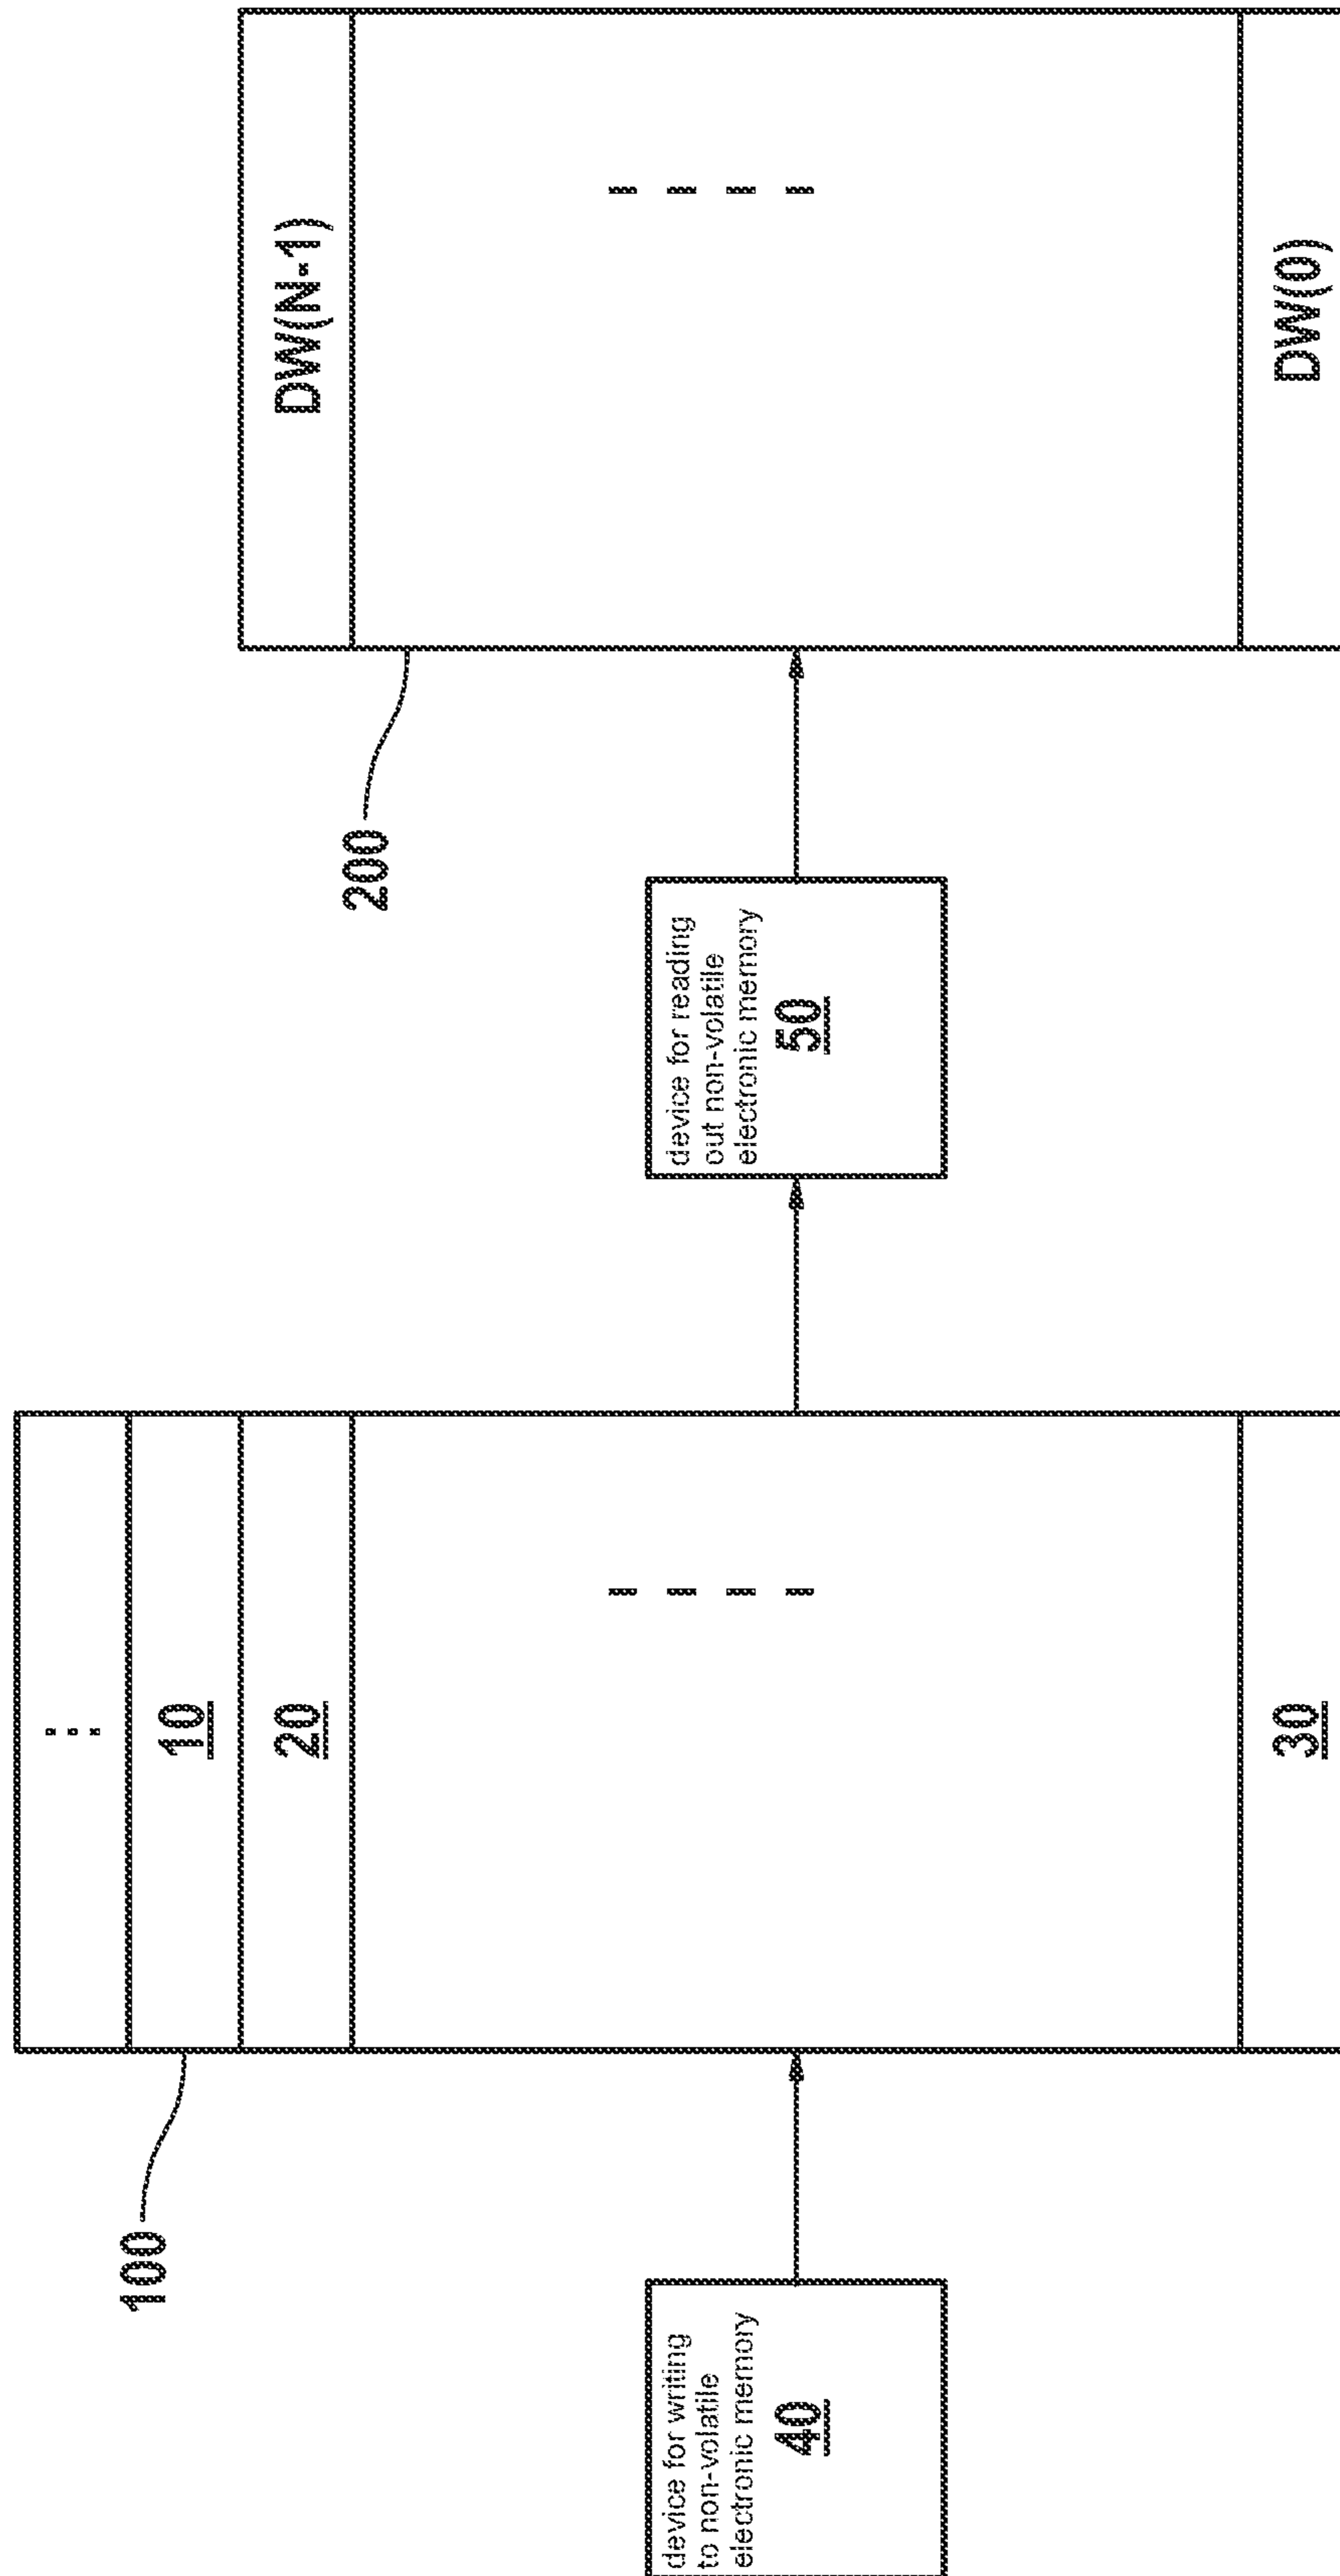 100
10
20
30
device for writing
to non-volatile
electronic memory
40
device for reading
out non-volatile
electronic memory
50
200
DW(N-1)
DW(0)